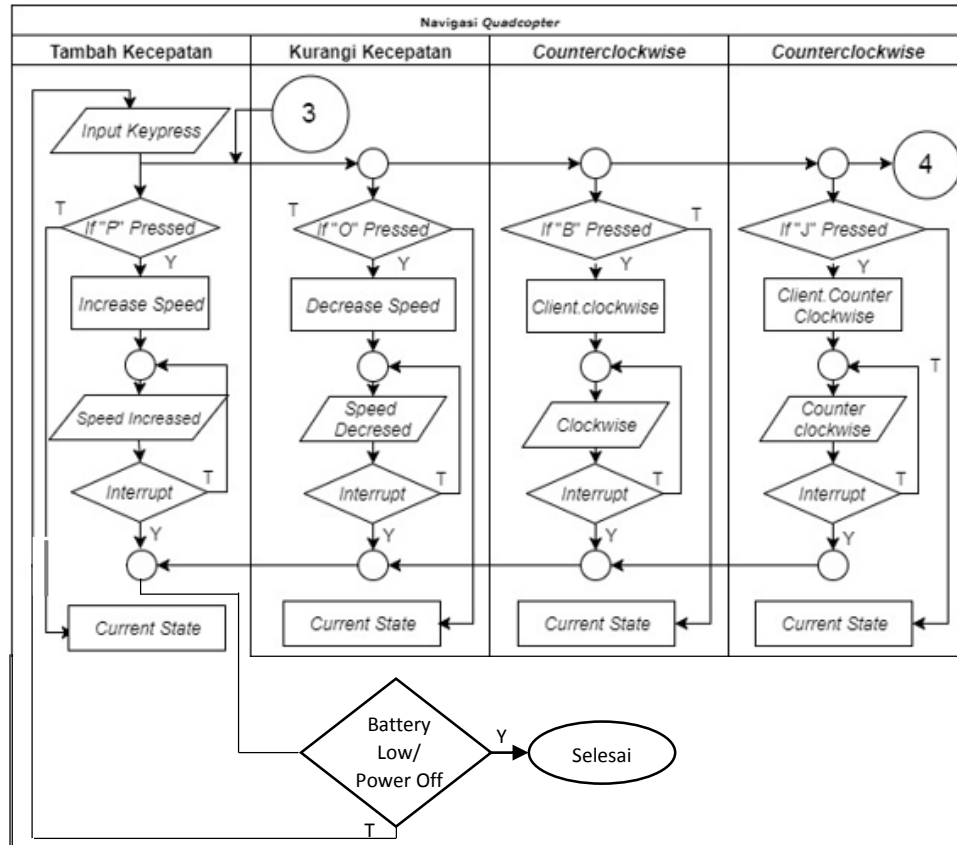 Navigasi Quadcopter
Tambah Kecepatan
Kurangi Kecepatan
Counterclockwise
Counterclockwise
Input Keypress
3
4
T
If "P" Pressed
Y
T
If "O" Pressed
Y
If "B" Pressed
T
Y
If "J" Pressed
Y
Increase Speed
Decrease Speed
Client.clockwise
Client.Counter
Clockwise
T
Speed Increased
Speed
Decresed
Clockwise
Counter
clockwise
Interrupt
T
Y
Interrupt
T
Y
Interrupt
T
Y
Interrupt
T
Y
Current State
Current State
Current State
Current State
Battery
Low/
Power Off
Y
Selesai
T